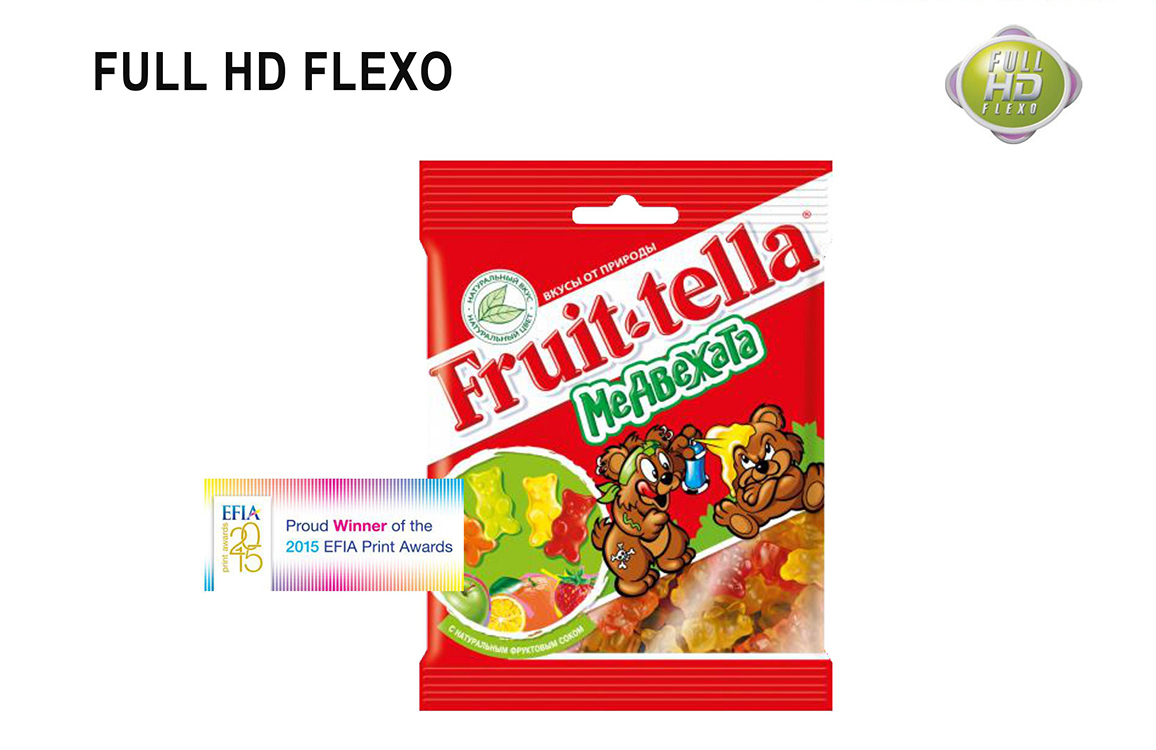 FULL HD FLEXO
FULL
HD
FLEXO
ВКУСЫ ОТ ПРИРОДЫ
НАТУРАЛЬНЫЙ ВКУС
НАТУРАЛЬНЫЙ ЦВЕТ
Fruit-tella®
Медвежата
EFIA
print awards
2015
Proud Winner of the
2015 EFIA Print Awards
С НАТУРАЛЬНЫМ ФРУКТОВЫМ СОКОМ